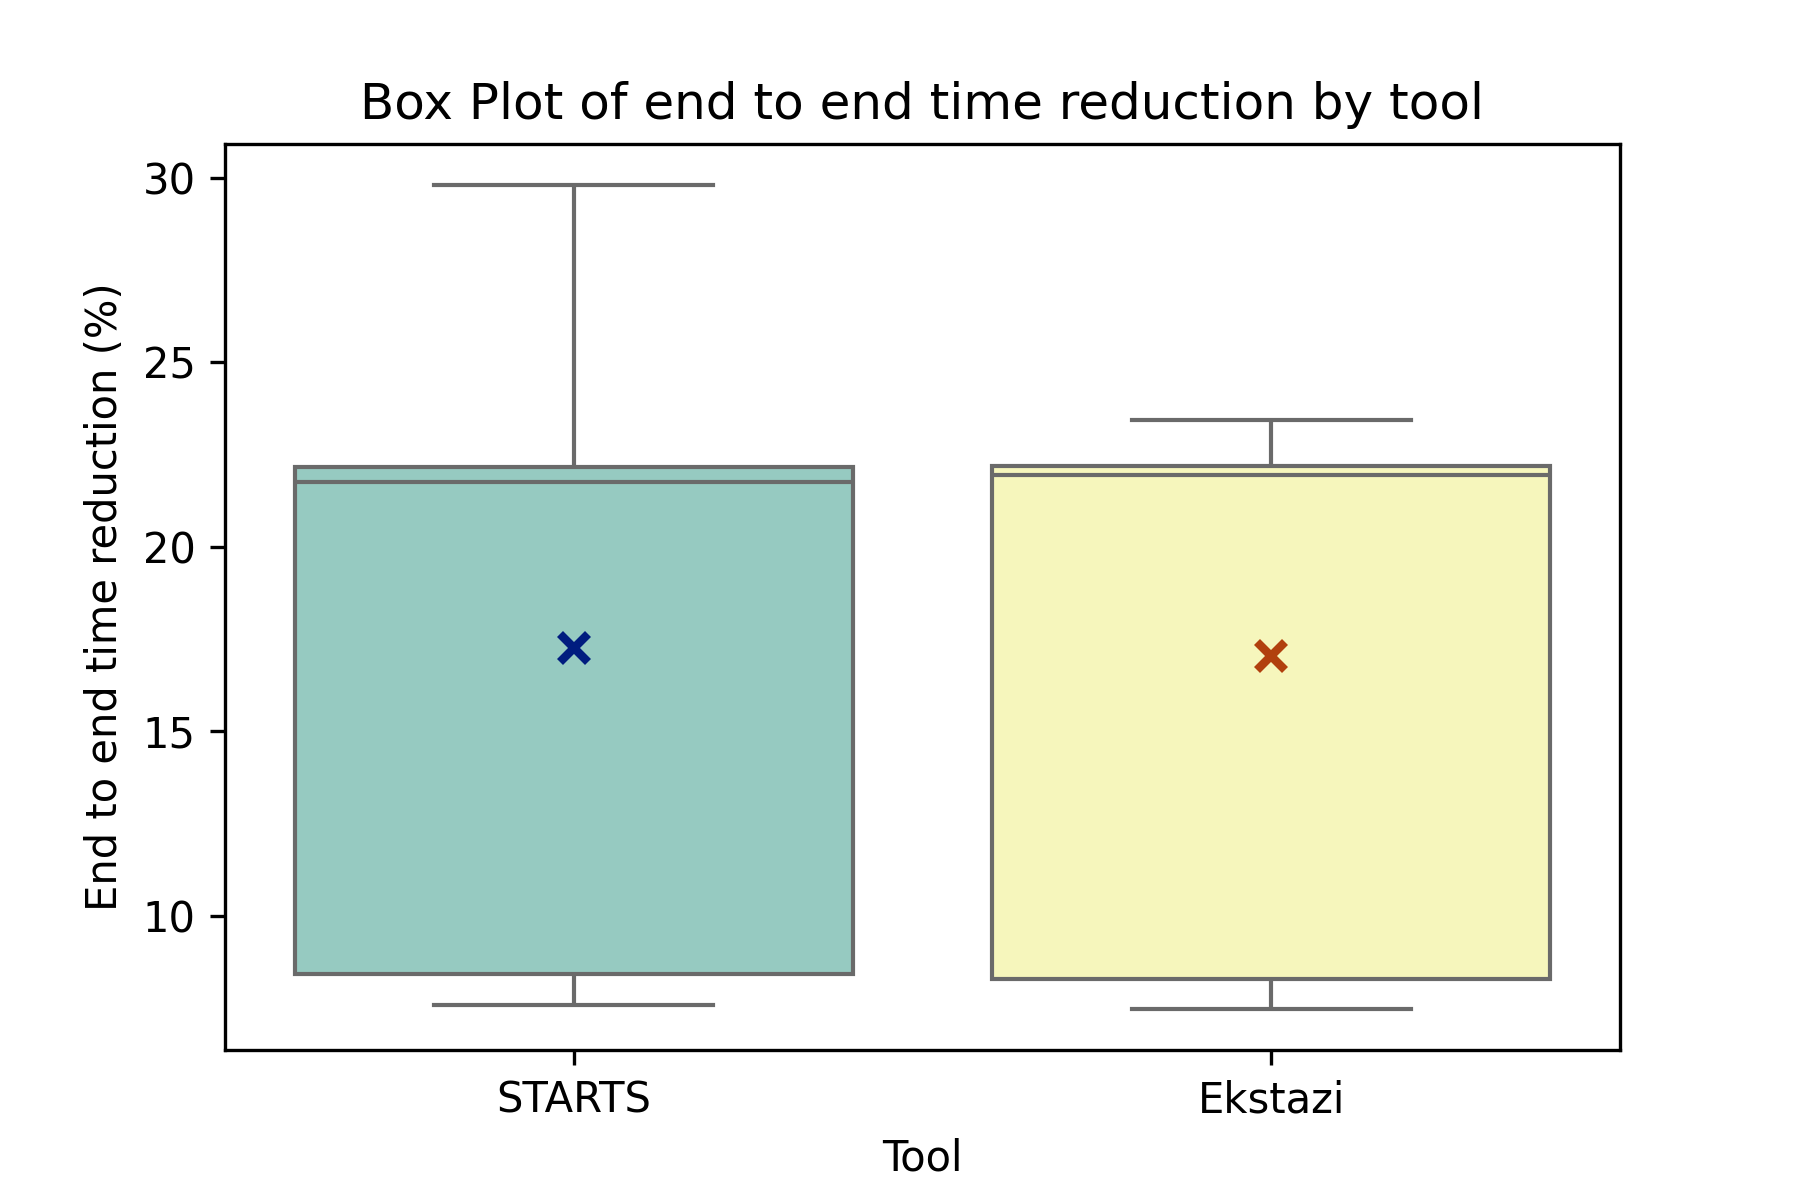 Box Plot of end to end time reduction by tool
End to end time reduction (%)
30
25
20
15
10
STARTS
Ekstazi
Tool